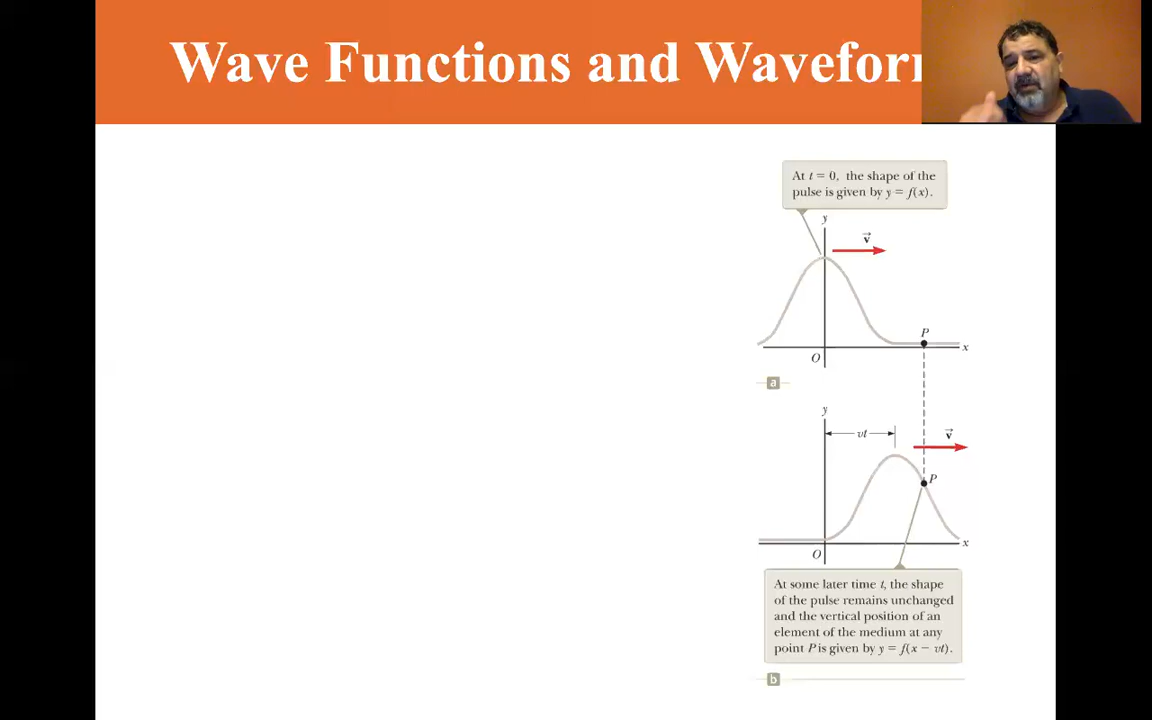 Wave Functions and Wavefor
At t = 0, the shape of the
pulse is given by y = f(x).
y
v
P
x
O
a
y
vt
v
P
x
O
At some later time t, the shape
of the pulse remains unchanged
and the vertical position of an
element of the medium at any
point P is given by y = f(x − vt).
b